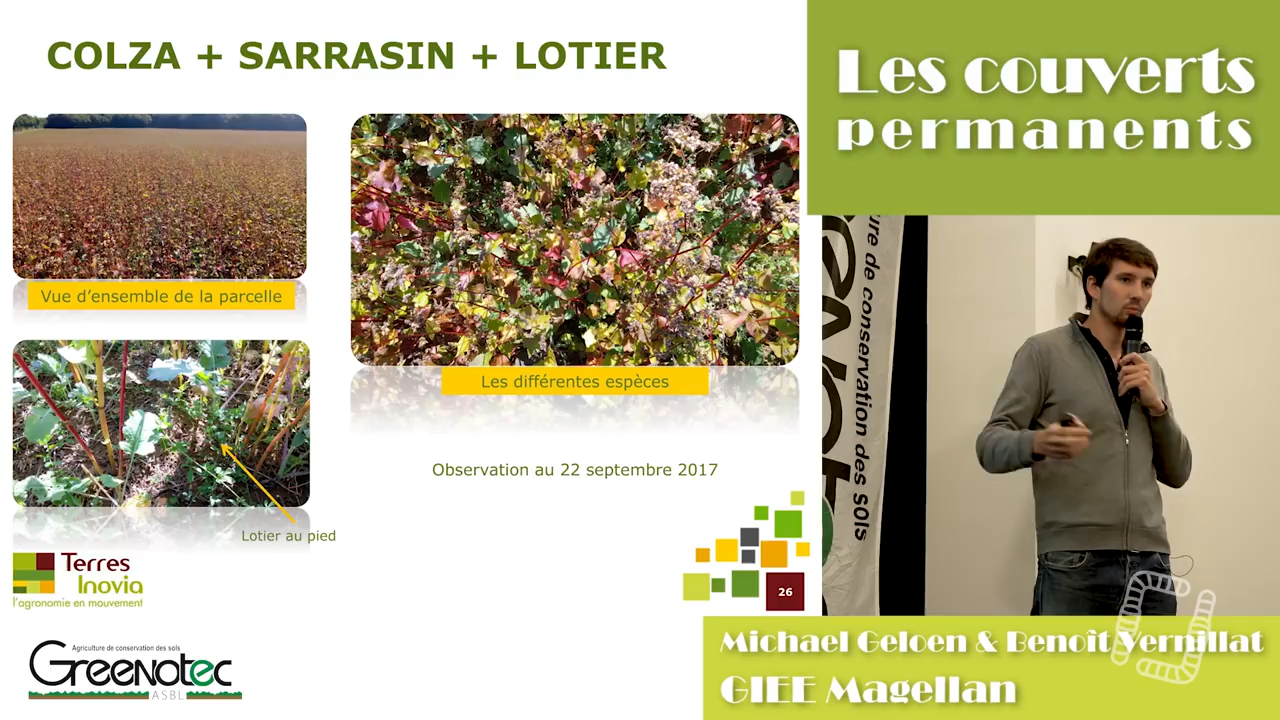 COLZA + SARRASIN + LOTIER
Vue d'ensemble de la parcelle
Les différentes espèces
Observation au 22 septembre 2017
Lotier au pied
Terres
Inovia
l'agronomie en mouvement
26
Agriculture de conservation des sols
Greenotec
ASBL
Les couverts
permanents
ure de conservation des sols
Michael Geloen & Benoît Vernillat
GIEE Magellan